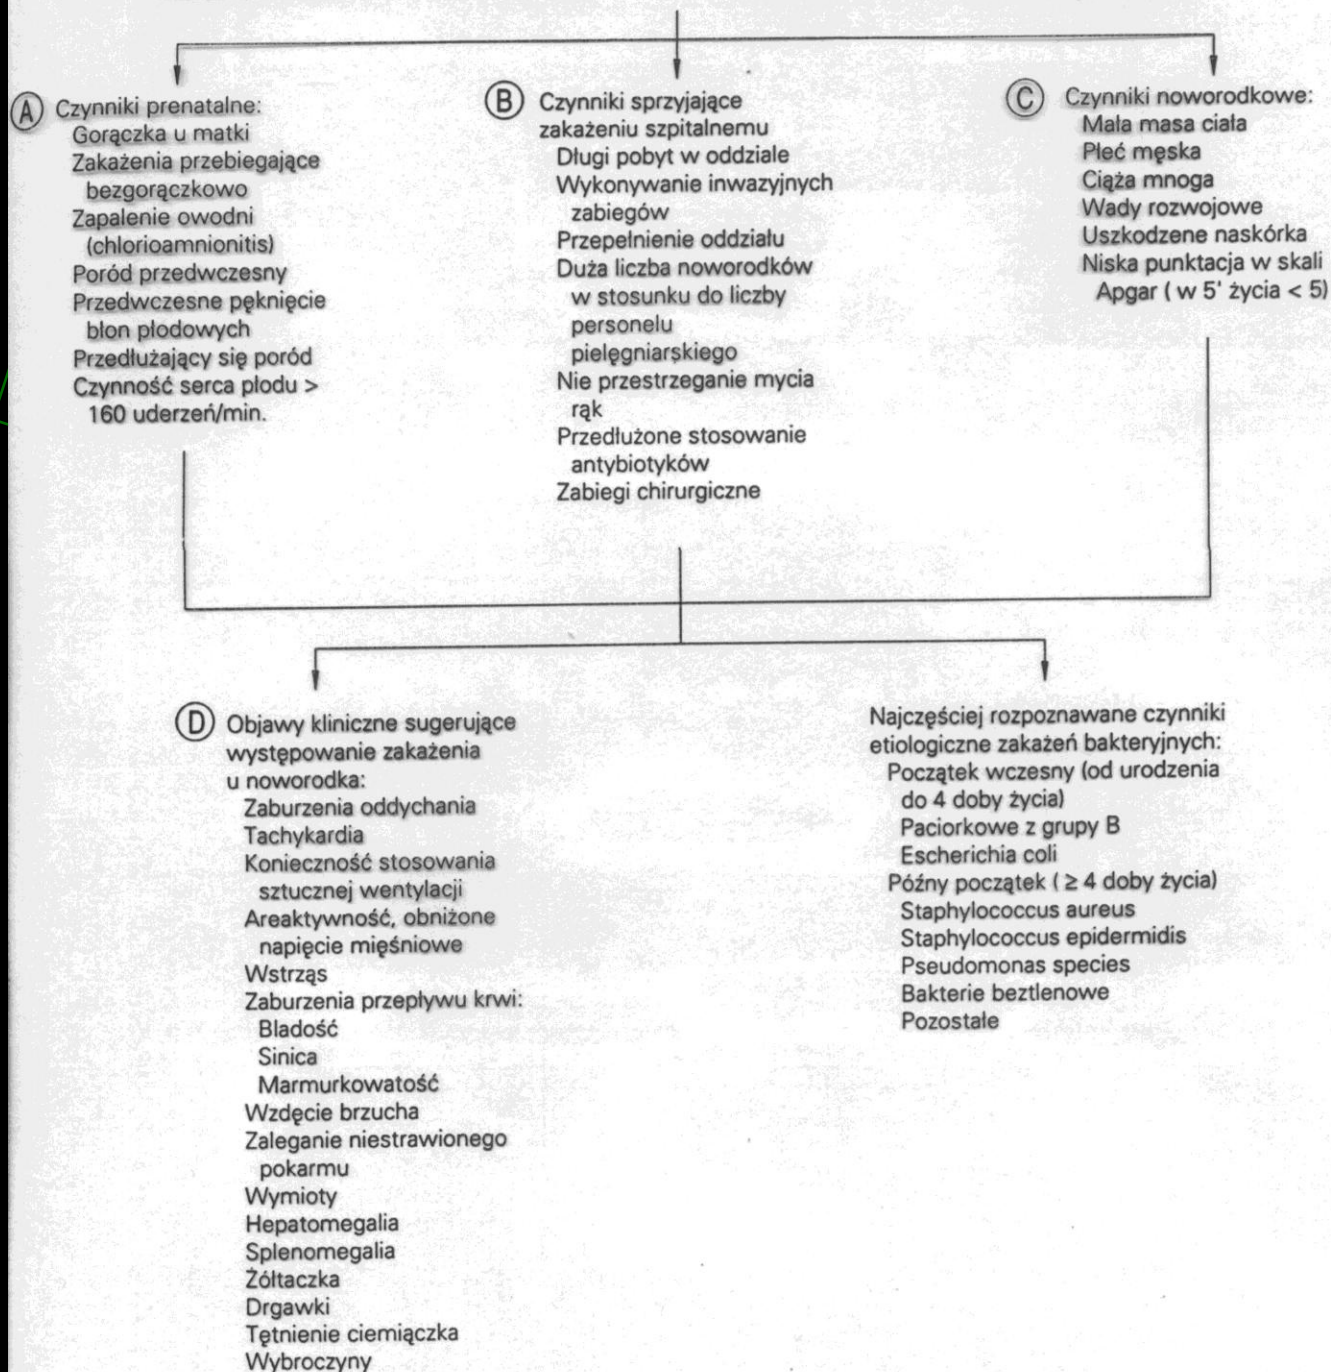 A Czynniki prenatalne:
Gorączka u matki
Zakażenia przebiegające
bezgorączkowo
Zapalenie owodni
(chlorioamnionitis)
Poród przedwczesny
Przedwczesne pęknięcie
błon płodowych
Przedłużający się poród
Czynność serca płodu >
160 uderzeń/min.
B Czynniki sprzyjające
zakażeniu szpitalnemu
Długi pobyt w oddziale
Wykonywanie inwazyjnych
zabiegów
Przepełnienie oddziału
Duża liczba noworodków
w stosunku do liczby
personelu
pielęgniarskiego
Nie przestrzeganie mycia
rąk
Przedłużone stosowanie
antybiotyków
Zabiegi chirurgiczne
C Czynniki noworodkowe:
Mała masa ciała
Płeć męska
Ciąża mnoga
Wady rozwojowe
Uszkodzene naskórka
Niska punktacja w skali
Apgar ( w 5' życia < 5)
D Objawy kliniczne sugerujące
występowanie zakażenia
u noworodka:
Zaburzenia oddychania
Tachykardia
Konieczność stosowania
sztucznej wentylacji
Areaktywność, obniżone
napięcie mięśniowe
Wstrząs
Zaburzenia przepływu krwi:
Bladość
Sinica
Marmurkowatość
Wzdęcie brzucha
Zaleganie niestrawionego
pokarmu
Wymioty
Hepatomegalia
Splenomegalia
Żółtaczka
Drgawki
Tętnienie ciemiączka
Wybroczyny
Najczęściej rozpoznawane czynniki
etiologiczne zakażeń bakteryjnych:
Początek wczesny (od urodzenia
do 4 doby życia)
Paciorkowe z grupy B
Escherichia coli
Późny początek ( ≥ 4 doby życia)
Staphylococcus aureus
Staphylococcus epidermidis
Pseudomonas species
Bakterie beztlenowe
Pozostałe